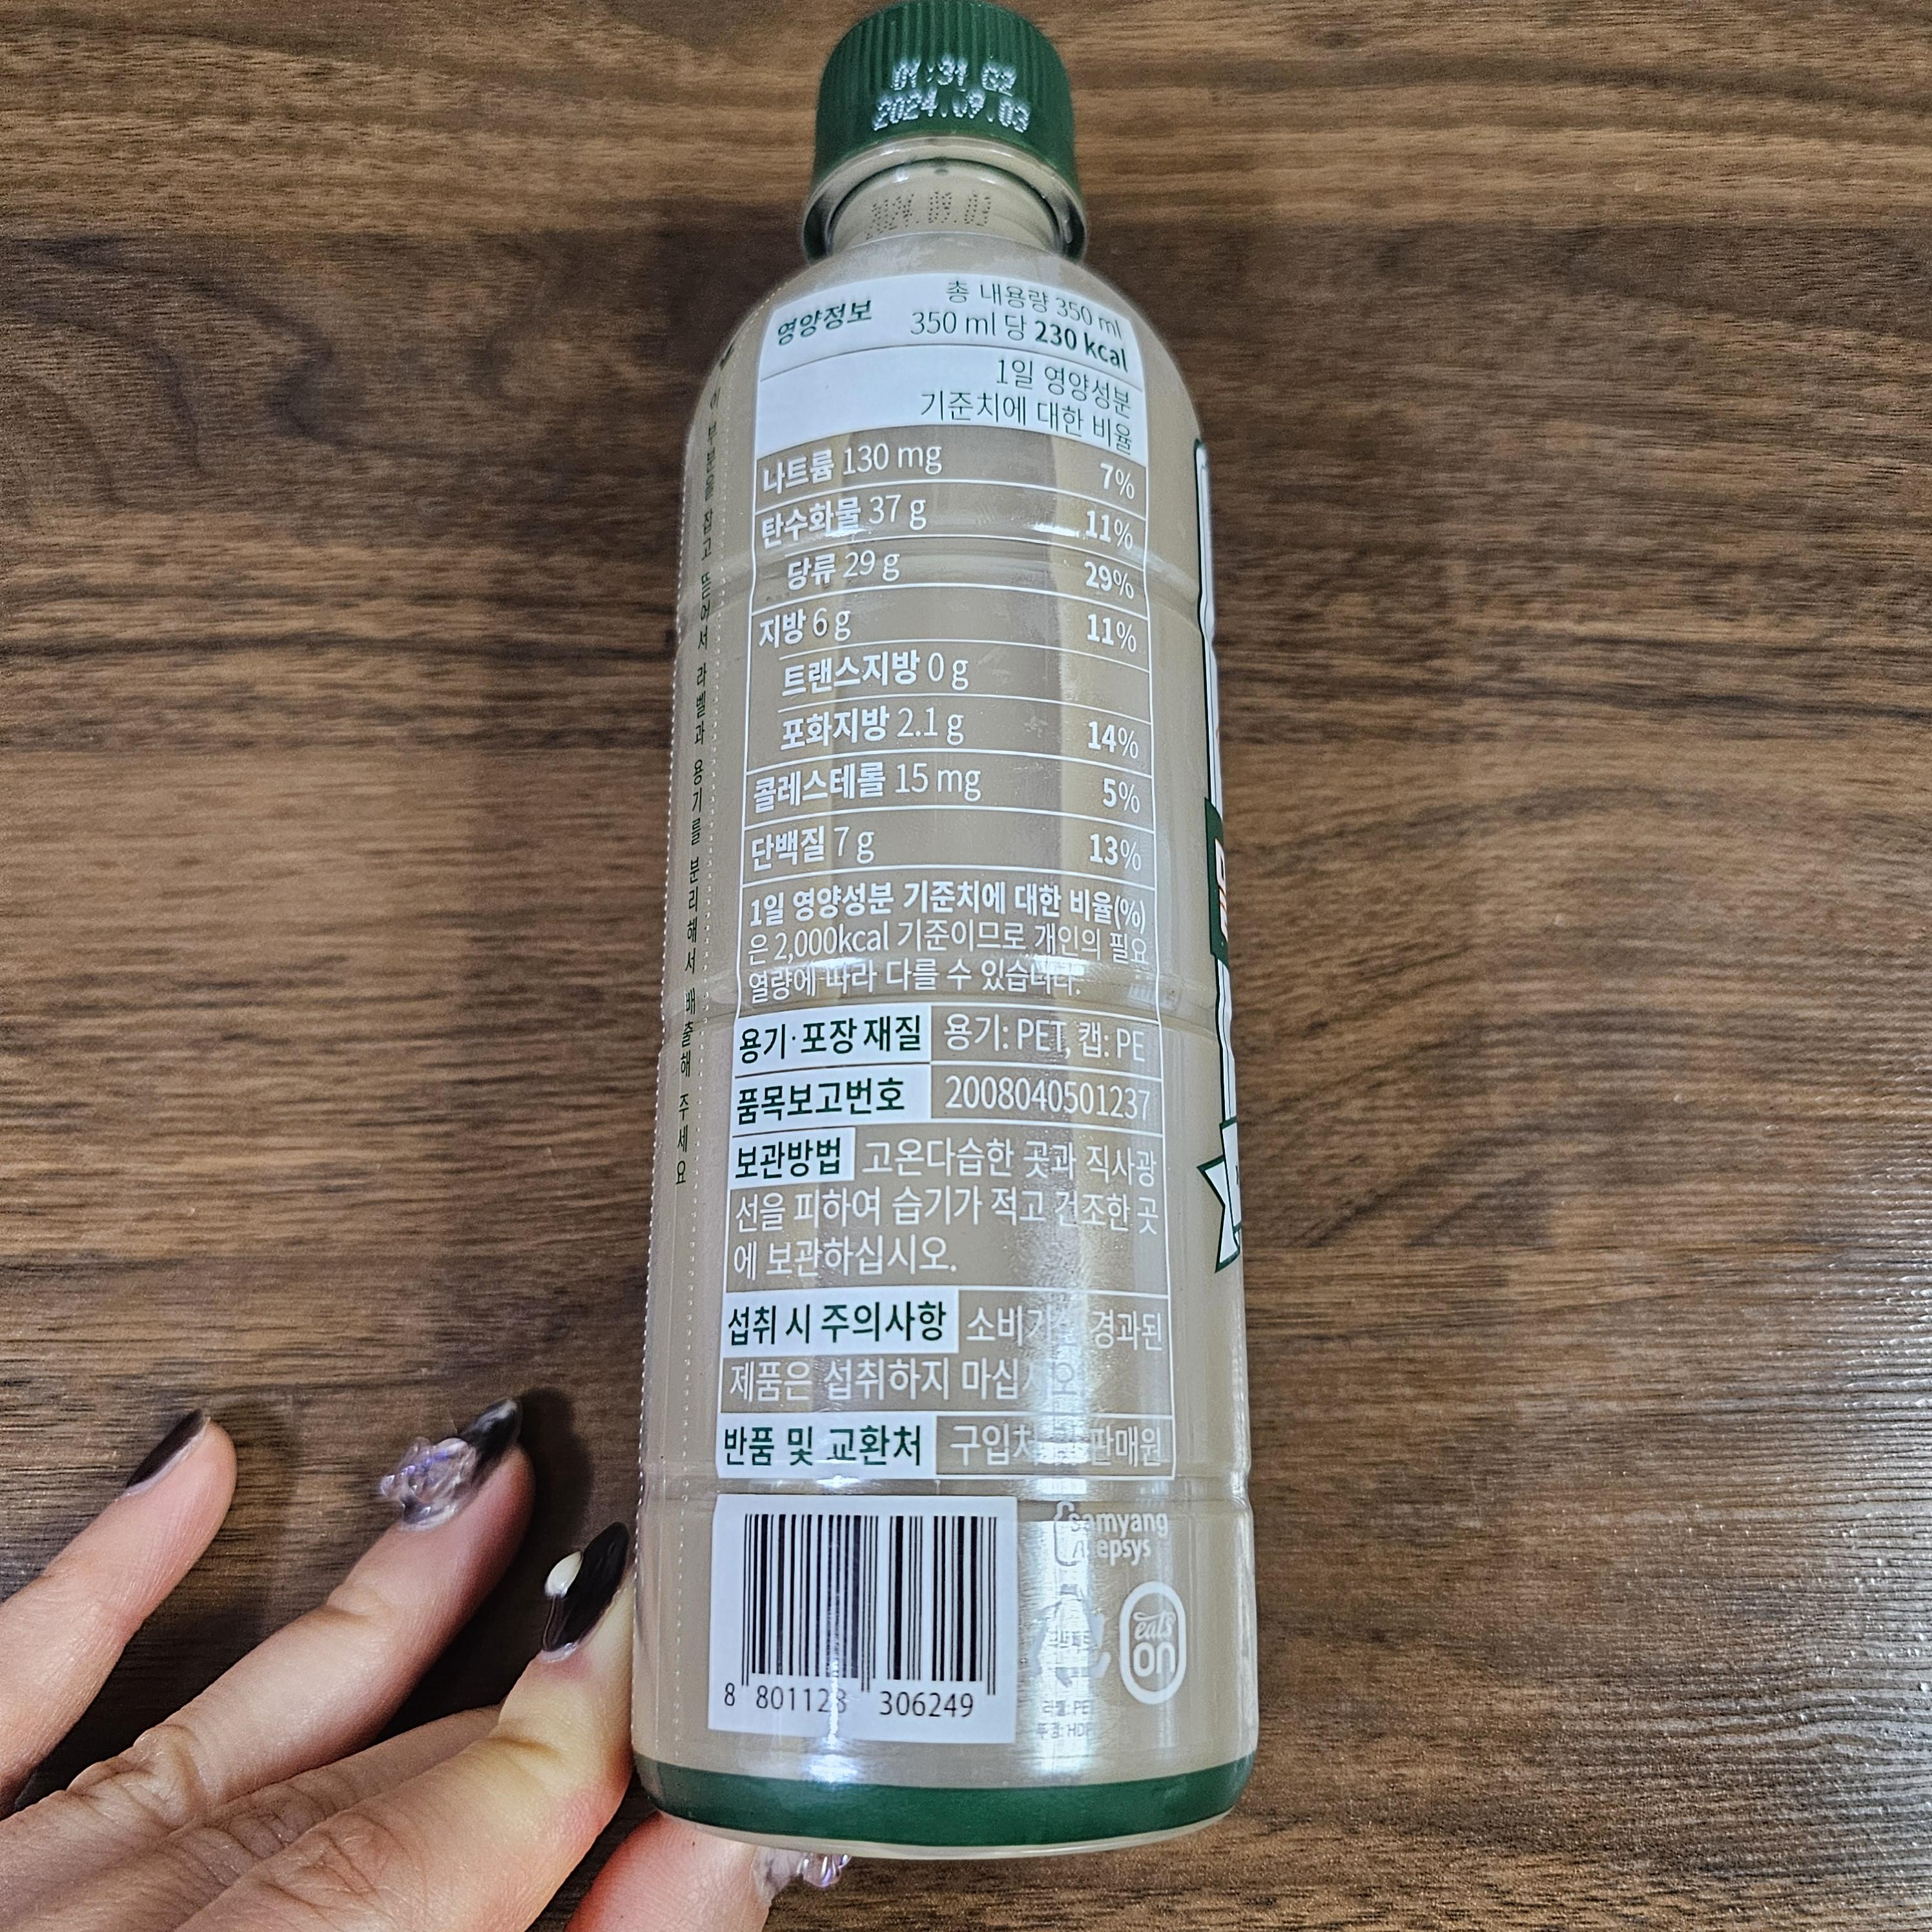 01:31 G2
2024.09.03
2024.09.03
영양정보
총 내용량 350 ml
350 ml 당 230 kcal
1일 영양성분
기준치에 대한 비율
나트륨 130 mg 7%
탄수화물 37 g 11%
당류 29 g 29%
지방 6 g 11%
트랜스지방 0 g
포화지방 2.1 g 14%
콜레스테롤 15 mg 5%
단백질 7 g 13%
1일 영양성분 기준치에 대한 비율(%)
은 2,000kcal 기준이므로 개인의 필요
열량에 따라 다를 수 있습니다.
용기·포장 재질 용기: PET, 캡: PE
품목보고번호 2008040501237
보관방법 고온다습한 곳과 직사광
선을 피하여 습기가 적고 건조한 곳
에 보관하십시오.
섭취 시 주의사항 경과된
제품은 섭취하지 마십시오.
반품 및 교환처 판매원
이 부분을 잡고 뜯어서 라벨과 용기를 분리해서 배출해 주세요
samyang
8 801128 306249
eats
on